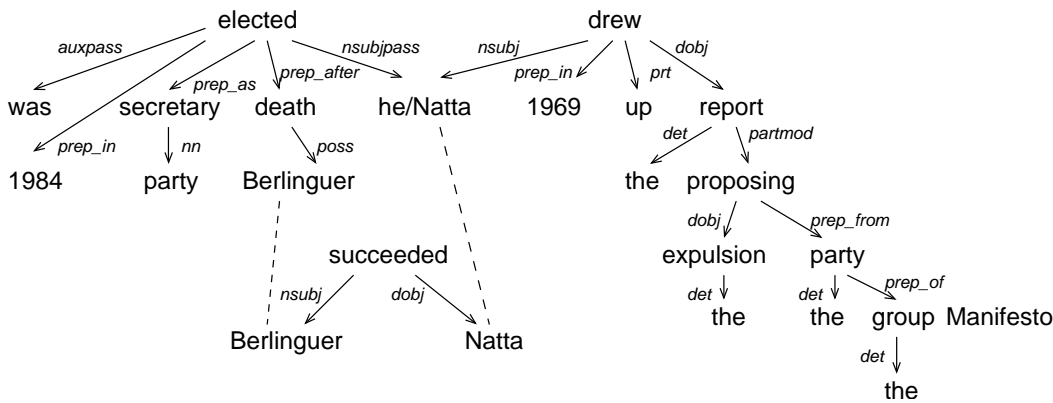 elected drew
auxpass nsubjpass nsubj dobj
prep_as prep_after prep_in prt
was secretary death he/Natta 1969 up report
prep_in nn poss det partmod
1984 party Berlinguer the proposing
dobj prep_from
succeeded expulsion party
nsubj dobj det det prep_of
the the group Manifesto
Berlinguer Natta det
the